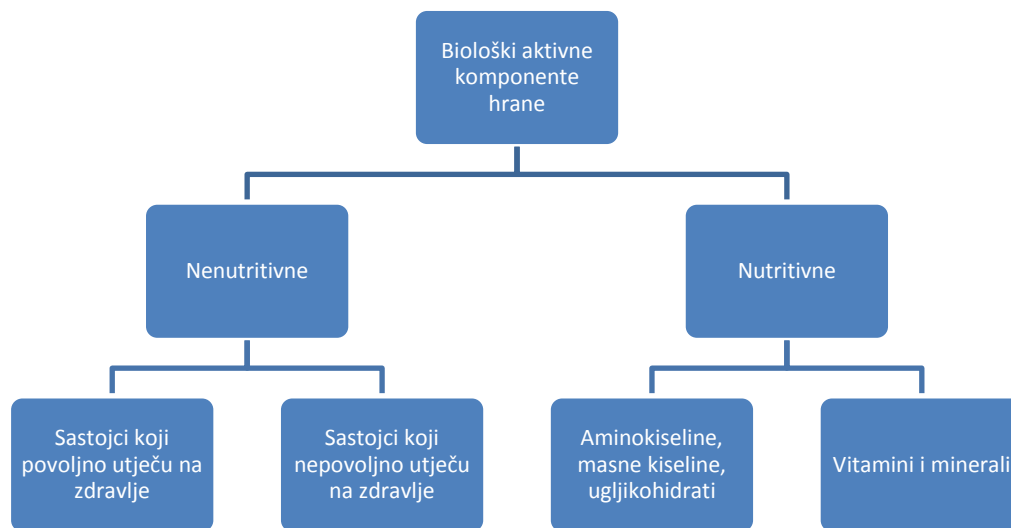 Biološki aktivne
komponente
hrane
Nenutritivne
Nutritivne
Sastojci koji
povoljno utječu na
zdravlje
Sastojci koji
nepovoljno utječu
na zdravlje
Aminokiseline,
masne kiseline,
ugljikohidrati
Vitamini i minerali